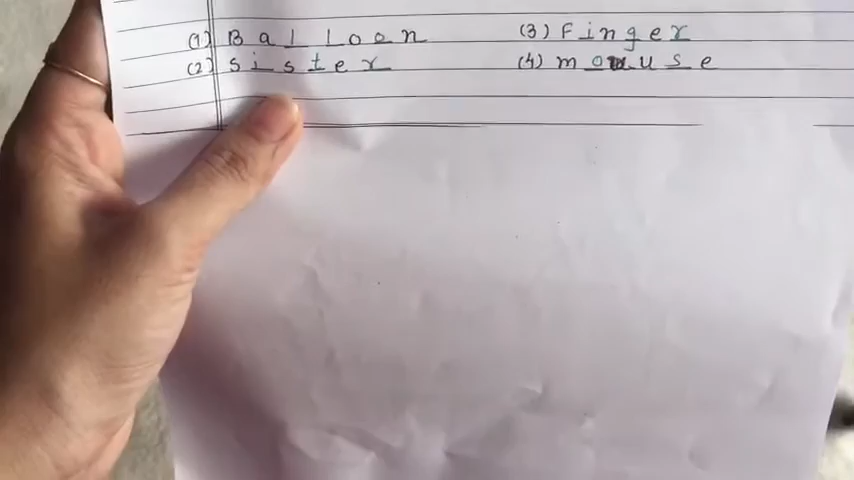 (1) Balloon (3) Finger
(2) sister (4) mouse